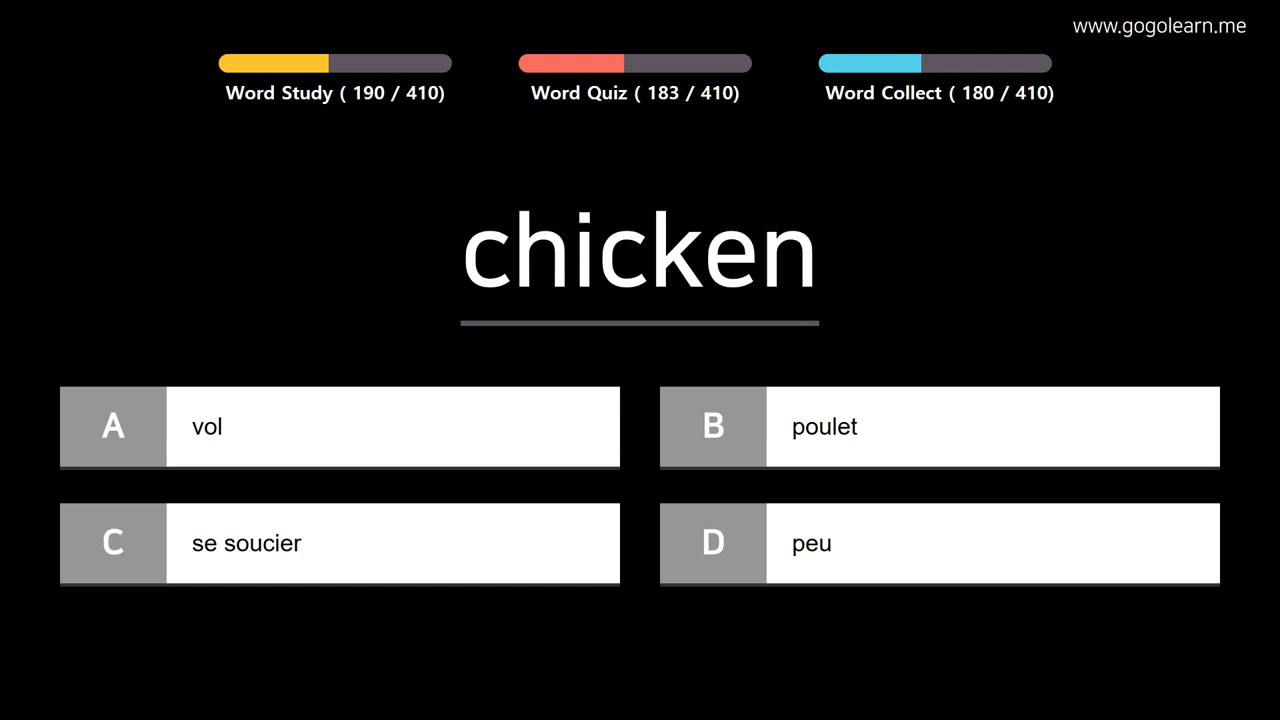 www.gogolearn.me
Word Study ( 190 / 410)
Word Quiz ( 183 / 410)
Word Collect ( 180 / 410)
chicken
A vol
B poulet
C se soucier
D peu